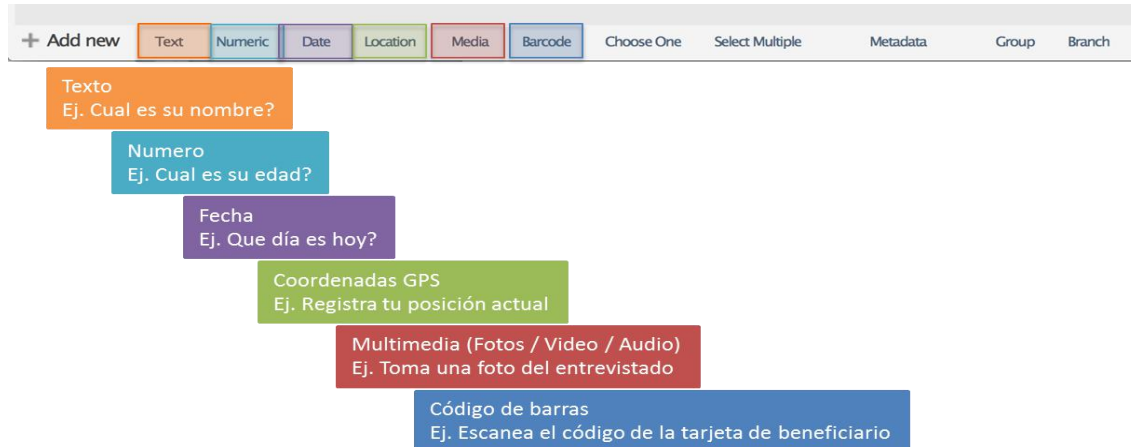 + Add new Text Numeric Date Location Media Barcode Choose One Select Multiple Metadata Group Branch
Texto
Ej. Cual es su nombre?
Numero
Ej. Cual es su edad?
Fecha
Ej. Que día es hoy?
Coordenadas GPS
Ej. Registra tu posición actual
Multimedia (Fotos / Video / Audio)
Ej. Toma una foto del entrevistado
Código de barras
Ej. Escanea el código de la tarjeta de beneficiario